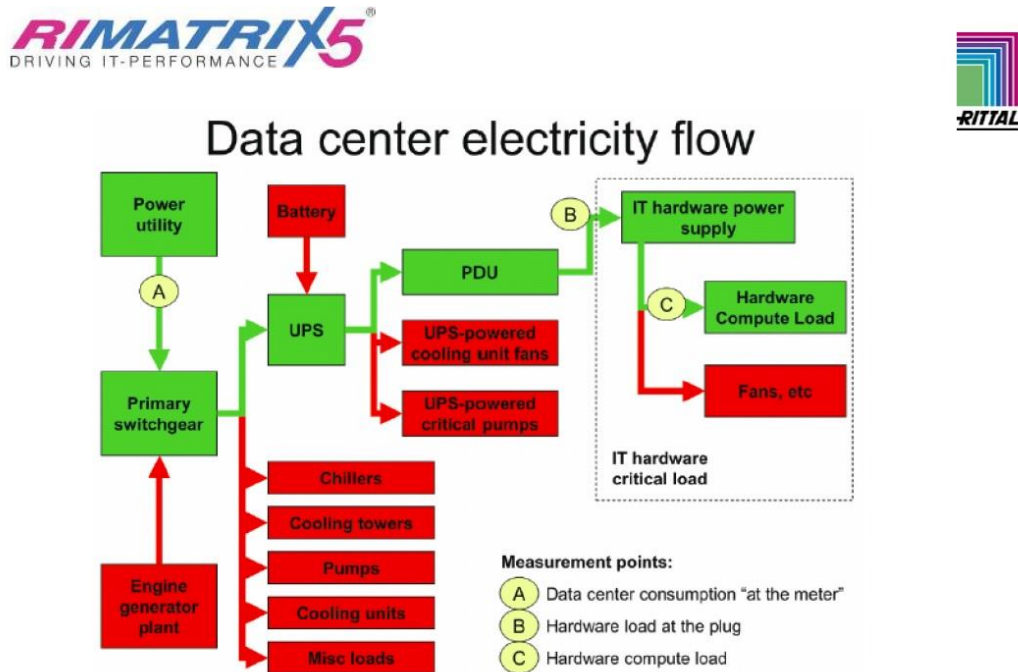 RIMATRIX5®
DRIVING IT-PERFORMANCE
RITTAL
Data center electricity flow
Power
utility
Battery
B
IT hardware power
supply
A
PDU
UPS
C
Hardware
Compute Load
UPS-powered
cooling unit fans
Primary
switchgear
UPS-powered
critical pumps
Fans, etc
IT hardware
critical load
Chillers
Cooling towers
Pumps
Cooling units
Misc loads
Engine
generator
plant
Measurement points:
A Data center consumption “at the meter”
B Hardware load at the plug
C Hardware compute load